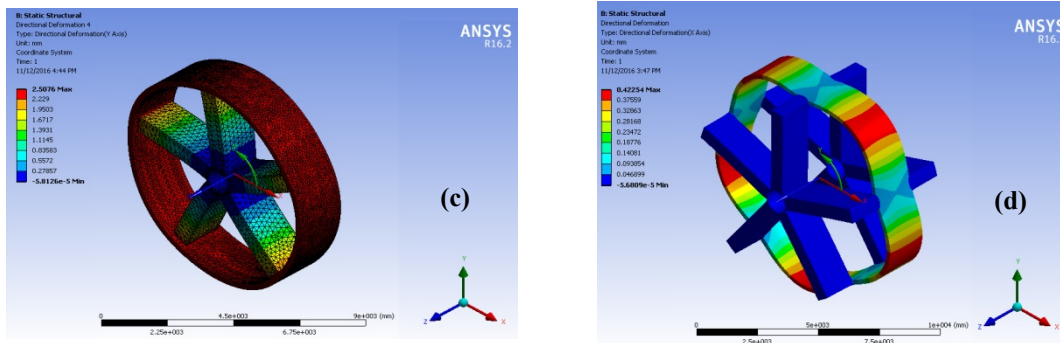 B: Static Structural
Directional Deformation 4
Type: Directional Deformation(Y Axis)
Unit: mm
Coordinate System
Time: 1
11/12/2016 4:44 PM
2.5076 Max
2.229
1.9503
1.6717
1.3931
1.1145
0.83583
0.5572
0.27857
-5.8126e-5 Min
ANSYS
R16.2
(c)
Y
Z
X
0
4.5e+003
9e+003 (mm)
2.25e+003
6.75e+003
B: Static Structural
Directional Deformation
Type: Directional Deformation(X Axis)
Unit: mm
Coordinate System
Time: 1
11/12/2016 3:47 PM
0.42254 Max
0.37559
0.32863
0.28168
0.23472
0.18776
0.14081
0.093854
0.046899
-5.6809e-5 Min
ANSYS
R16.
(d)
Y
Z
X
0
5e+003
1e+004 (mm)
2.5e+003
7.5e+003